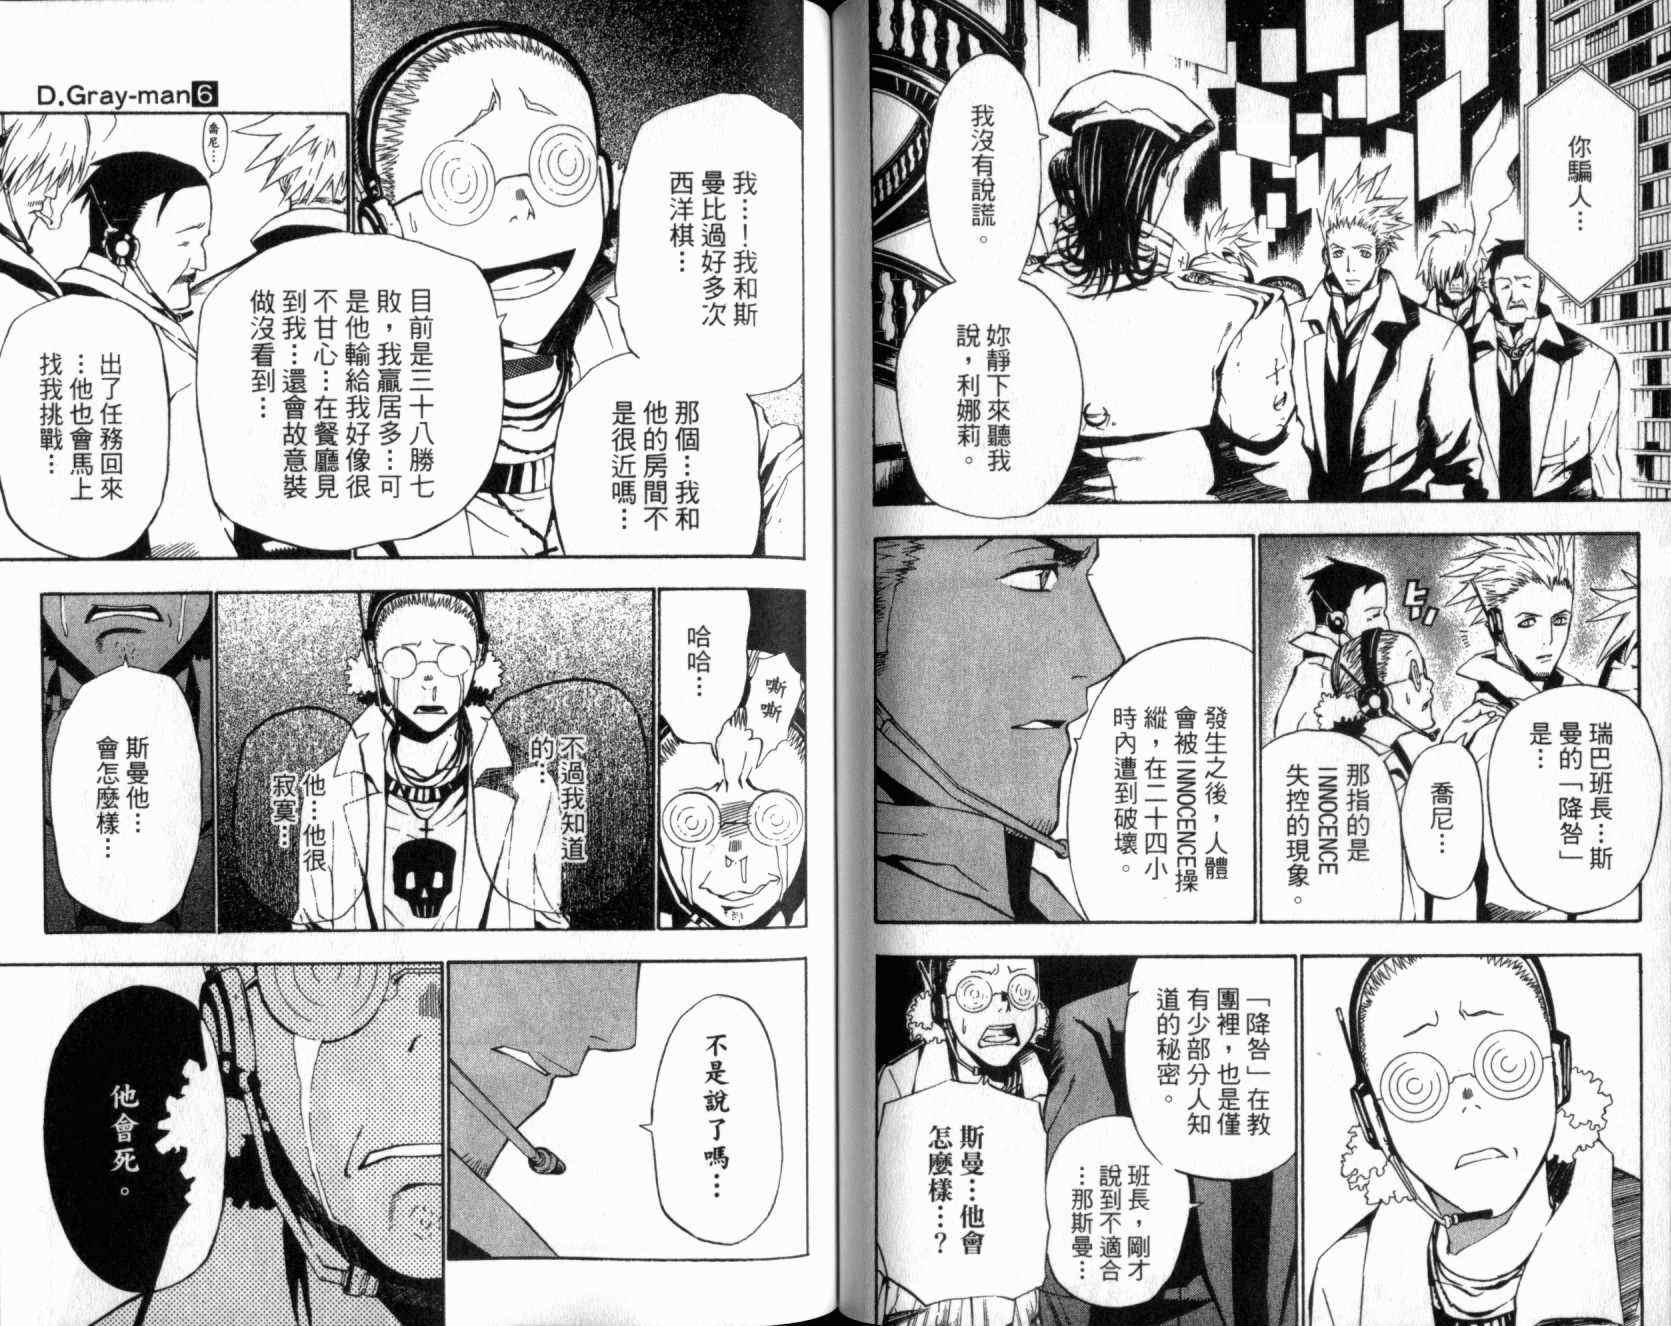 你騙人…
我沒有說謊。
妳靜下來聽我
說，利娜莉。
瑞巴班長…斯
曼的「降咎」
是…
喬尼…
那指的是
INNOCENCE
失控的現象。
發生之後，人體
會被INNOCENCE操
縱，在二十四小
時內遭到破壞。
「降咎」在教
團裡，也是僅
有少部分人知
道的秘密。
班長，剛才
說到不適合
…那斯曼…
斯曼…他會
怎麼樣…？
D.Gray-man6
我…！我和斯
曼比過好多次
西洋棋…
那個…我和
他的房間不
是很近嗎…
喬尼…
目前是三十八勝七
敗，我贏居多…可
是他輸給我好像很
不甘心…在餐廳見
到我…還會故意裝
做沒看到…
出了任務回來
…他也會馬上
找我挑戰…
哈哈…
嘶嘶
不過我知道
的…
他…他很
寂寞…
斯曼他…
會怎麼樣…
不是說了嗎…
他會死。